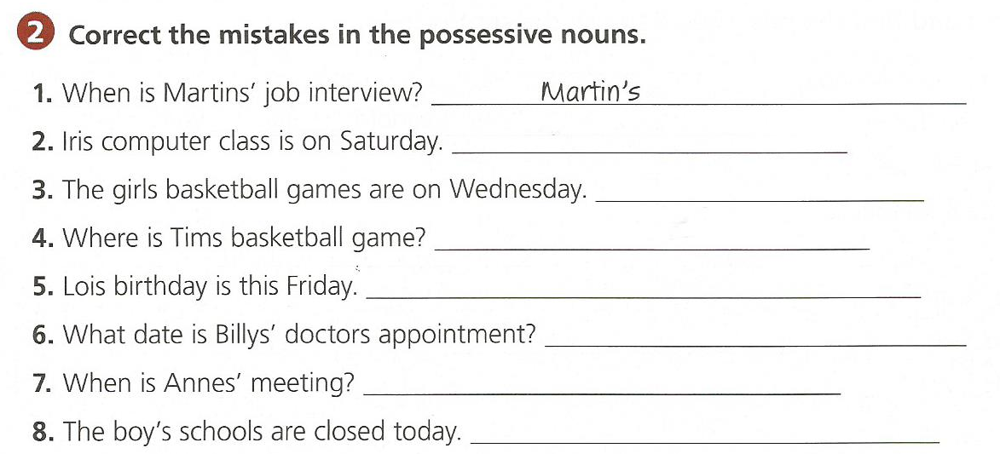 2 Correct the mistakes in the possessive nouns.
1. When is Martins’ job interview? Martin’s
2. Iris computer class is on Saturday.
3. The girls basketball games are on Wednesday.
4. Where is Tims basketball game?
5. Lois birthday is this Friday.
6. What date is Billys’ doctors appointment?
7. When is Annes’ meeting?
8. The boy’s schools are closed today.